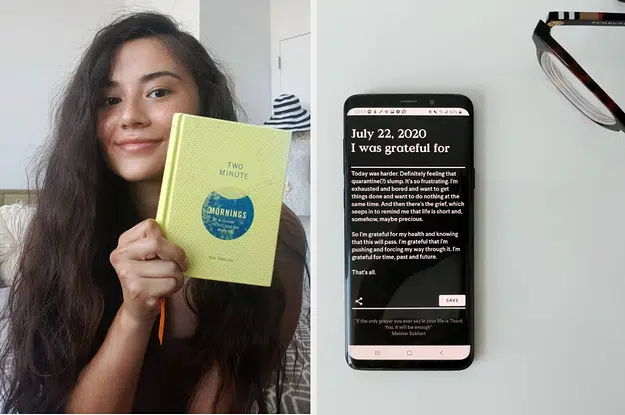 TWO
MINUTE
MORNINGS
Neil Pasricha
July 22, 2020
I was grateful for
Today was harder. Definitely feeling that
quarantine(?) slump. It's so frustrating. I'm
exhausted and bored and want to get
things done and want to do nothing at the
same time. And then there's the grief, which
seeps in to remind me that life is short and,
somehow, maybe precious.
So I'm grateful for my health and knowing
that this will pass. I'm grateful that I'm
pushing and forcing my way through it. I'm
grateful for time, past and future.
That's all.
SAVE
"If the only prayer you ever say in your life is Thank
You, it will be enough"
Meister Eckhart